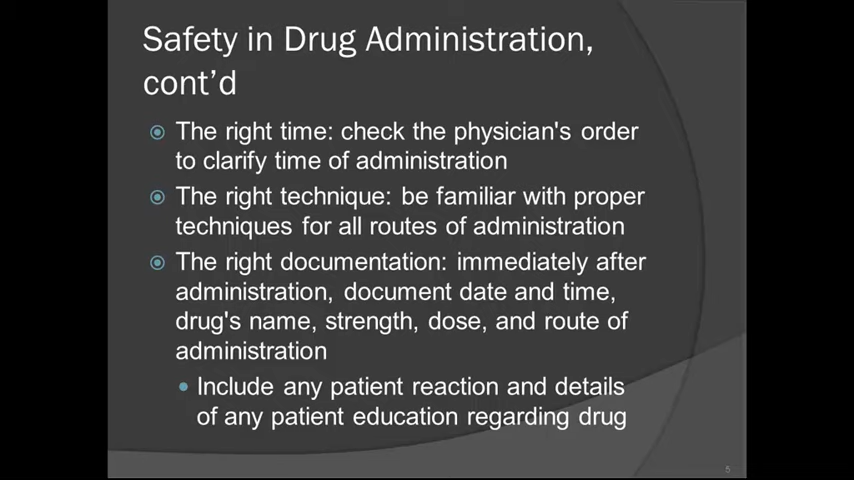 Safety in Drug Administration,
cont’d
The right time: check the physician's order
to clarify time of administration
The right technique: be familiar with proper
techniques for all routes of administration
The right documentation: immediately after
administration, document date and time,
drug's name, strength, dose, and route of
administration
Include any patient reaction and details
of any patient education regarding drug
5